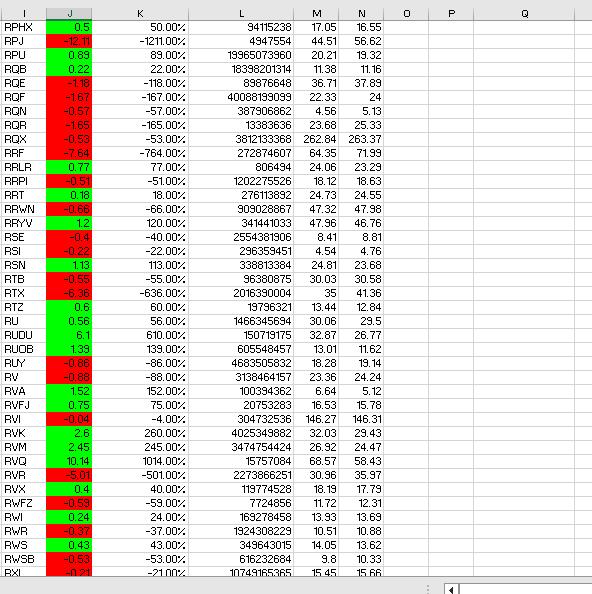 I J K L M N O P Q
RPHX 0.5 50.00% 94115238 17.05 16.55
RPJ -12.11 -1211.00% 4947554 44.51 56.62
RPU 0.89 89.00% 19965073960 20.21 19.32
RQB 0.22 22.00% 18398201314 11.38 11.16
RQE -1.18 -118.00% 89876648 36.71 37.89
RQF -1.67 -167.00% 40088199099 22.33 24
RQN -0.57 -57.00% 387906862 4.56 5.13
RQR -1.65 -165.00% 13383636 23.68 25.33
RQX -0.53 -53.00% 3812133368 262.84 263.37
RRF -7.64 -764.00% 272874607 64.35 71.99
RRLR 0.77 77.00% 806494 24.06 23.29
RRPI -0.51 -51.00% 1202275526 18.12 18.63
RRT 0.18 18.00% 276113892 24.73 24.55
RRWN -0.66 -66.00% 909028867 47.32 47.98
RRYV 1.2 120.00% 341441033 47.96 46.76
RSE -0.4 -40.00% 2554381906 8.41 8.81
RSI -0.22 -22.00% 296359451 4.54 4.76
RSN 1.13 113.00% 338813384 24.81 23.68
RTB -0.55 -55.00% 96380875 30.03 30.58
RTX -6.36 -636.00% 2016390004 35 41.36
RTZ 0.6 60.00% 19796321 13.44 12.84
RU 0.56 56.00% 1466345694 30.06 29.5
RUDU 6.1 610.00% 150719175 32.87 26.77
RUOB 1.39 139.00% 605548457 13.01 11.62
RUY -0.86 -86.00% 4683505832 18.28 19.14
RV -0.88 -88.00% 3138464157 23.36 24.24
RVA 1.52 152.00% 100394362 6.64 5.12
RVFJ 0.75 75.00% 20753283 16.53 15.78
RVI -0.04 -4.00% 304732536 146.27 146.31
RVK 2.6 260.00% 4025349882 32.03 29.43
RVM 2.45 245.00% 3474754424 26.92 24.47
RVQ 10.14 1014.00% 15757084 68.57 58.43
RVR -5.01 -501.00% 2273866251 30.96 35.97
RVX 0.4 40.00% 119774528 18.19 17.79
RWFZ -0.59 -59.00% 7724856 11.72 12.31
RWI 0.24 24.00% 169278458 13.93 13.69
RWR -0.37 -37.00% 1924308229 10.51 10.88
RWS 0.43 43.00% 349643015 14.05 13.62
RWSB -0.53 -53.00% 616232684 9.8 10.33
RXL -0.21 -21.00% 10749165365 15.45 15.66